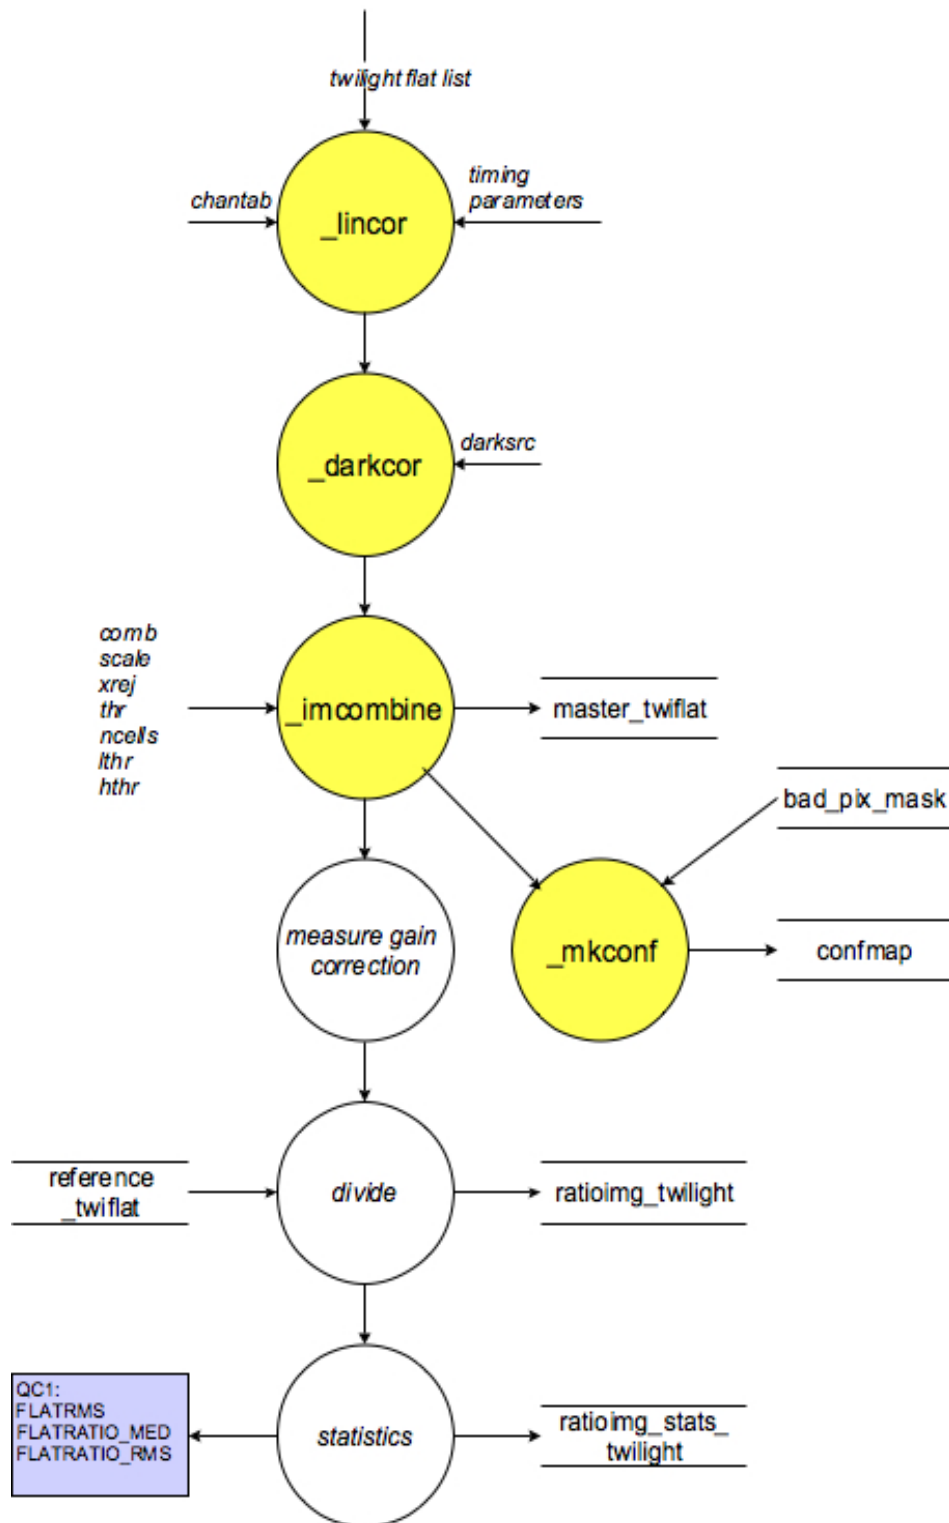 twilight flat list
chantab
timing
parameters
_lincor
darksrc
_darkcor
comb
scale
xrej
thr
ncells
lthr
hthr
_imcombine
master_twiflat
bad_pix_mask
measure gain
correction
_mkconf
confmap
reference
_twiflat
divide
ratioimg_twilight
QC1:
FLATRMS
FLATRATIO_MED
FLATRATIO_RMS
statistics
ratioimg_stats_
twilight